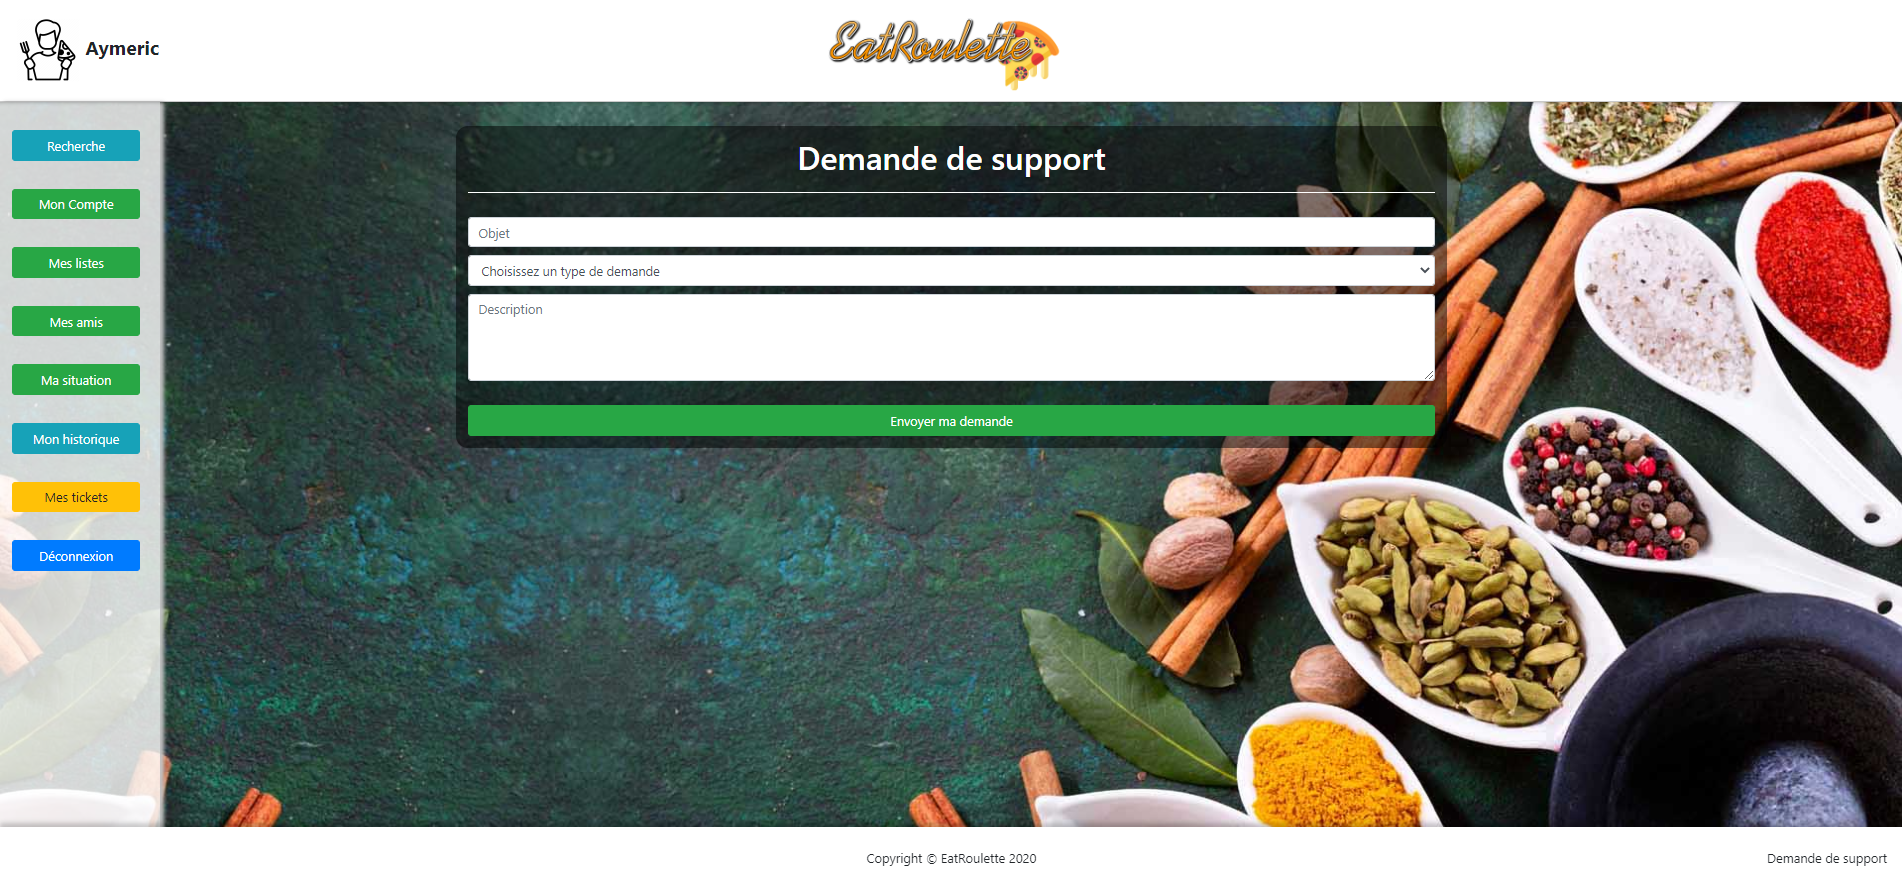 Aymeric
EatRoulette
Recherche
Mon Compte
Mes listes
Mes amis
Ma situation
Mon historique
Mes tickets
Déconnexion
Demande de support
Objet
Choisissez un type de demande
Description
Envoyer ma demande
Copyright © EatRoulette 2020
Demande de support